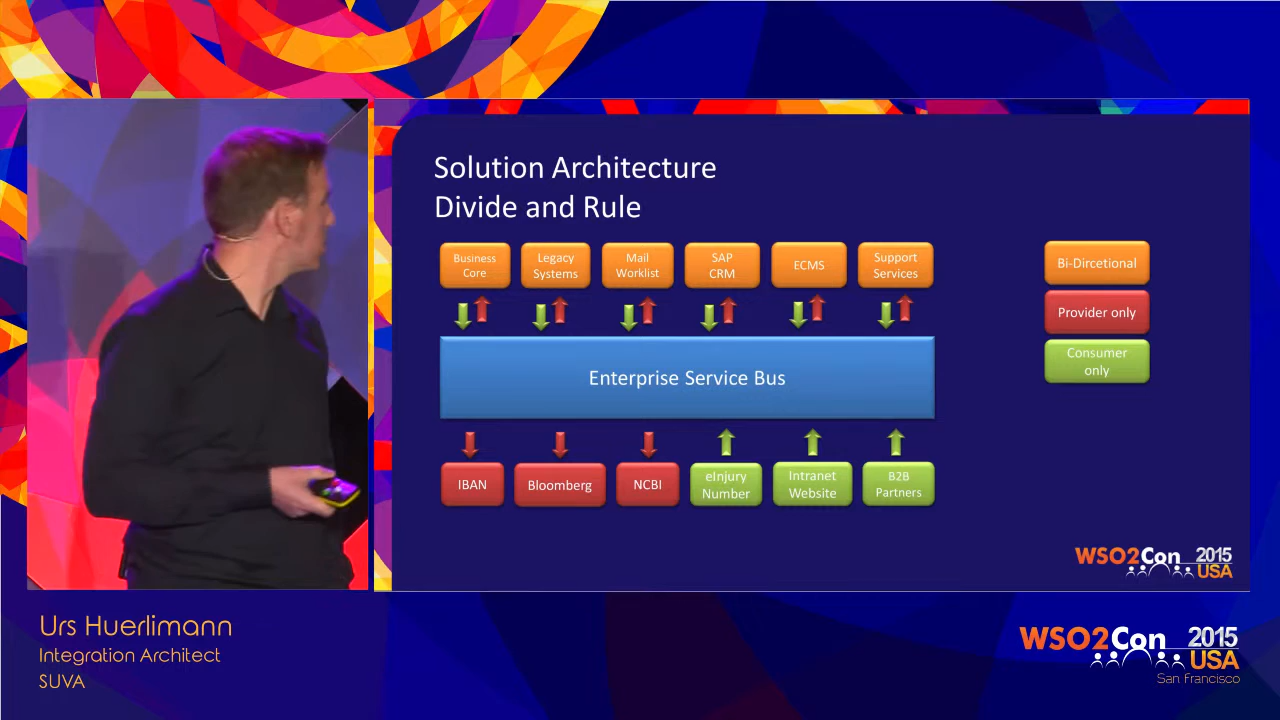 Solution Architecture
Divide and Rule
Business
Core
Legacy
Systems
Mail
Worklist
SAP
CRM
ECMS
Support
Services
Bi-Dircetional
Provider only
Consumer
only
Enterprise Service Bus
IBAN
Bloomberg
NCBI
eInjury
Number
Intranet
Website
B2B
Partners
WSO2Con 2015
USA
Urs Huerlimann
Integration Architect
SUVA
WSO2Con 2015
USA
San Francisco